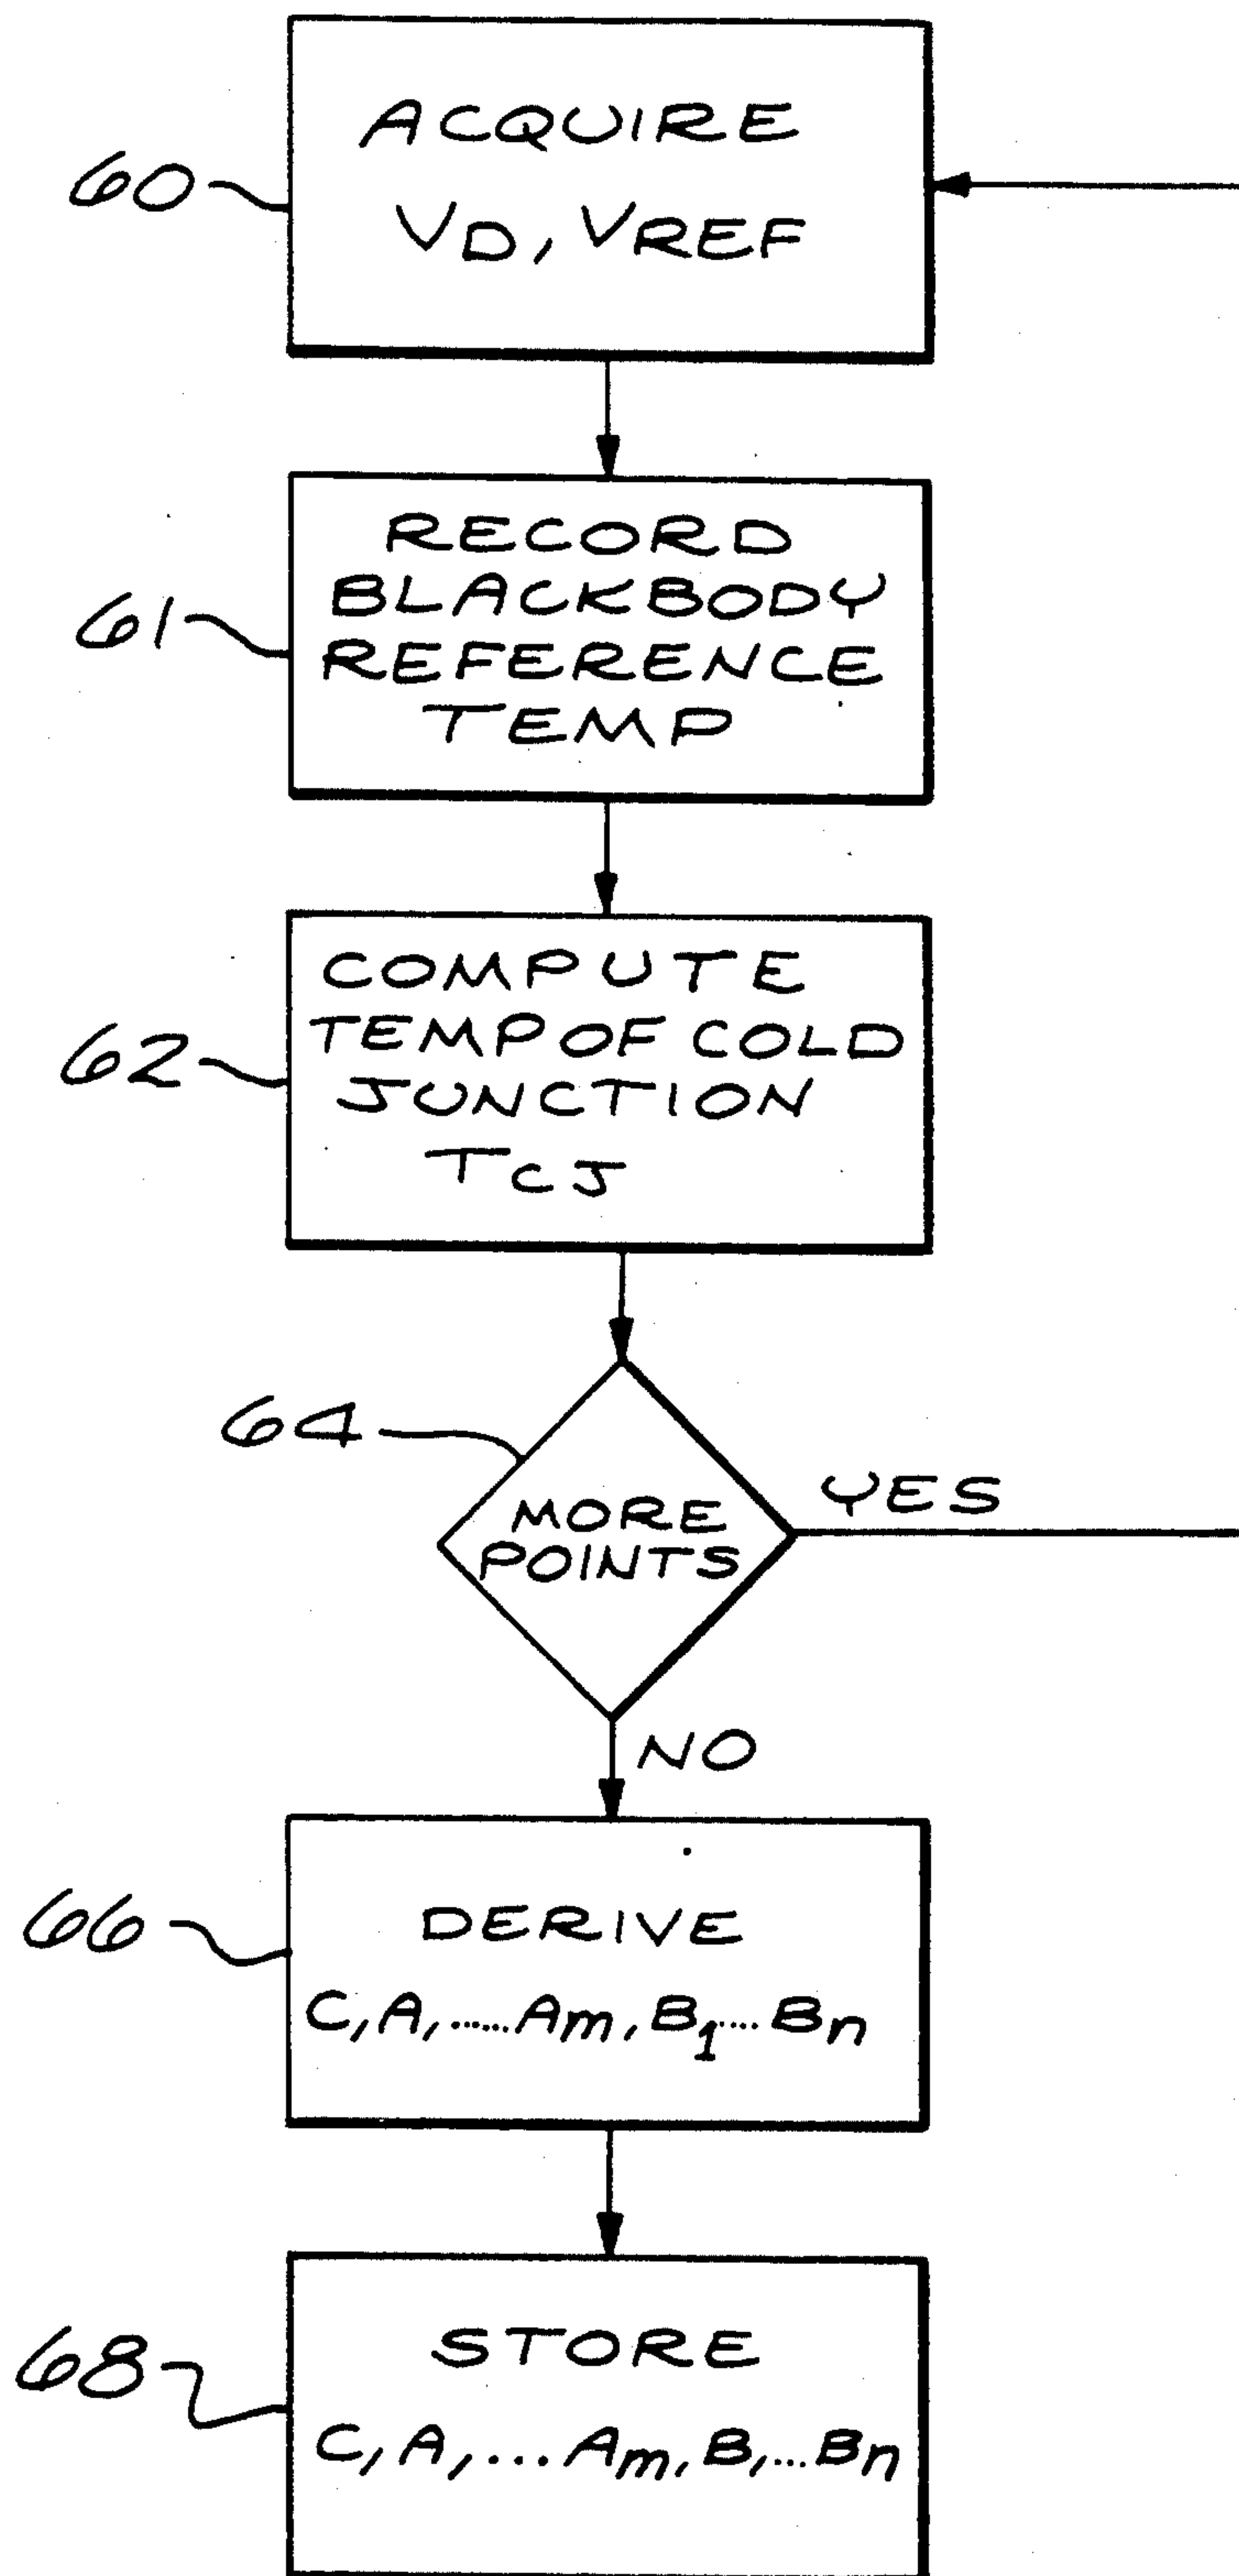 ACQUIRE
60
VD, VREF
RECORD
BLACKBODY
61
REFERENCE
TEMP
COMPUTE
TEMP OF COLD
62
JUNCTION
TCJ
64
YES
MORE
POINTS
NO
66
DERIVE
C, A, ...... Am, B1 .... Bn
68
STORE
C, A, ... Am, B, ... Bn